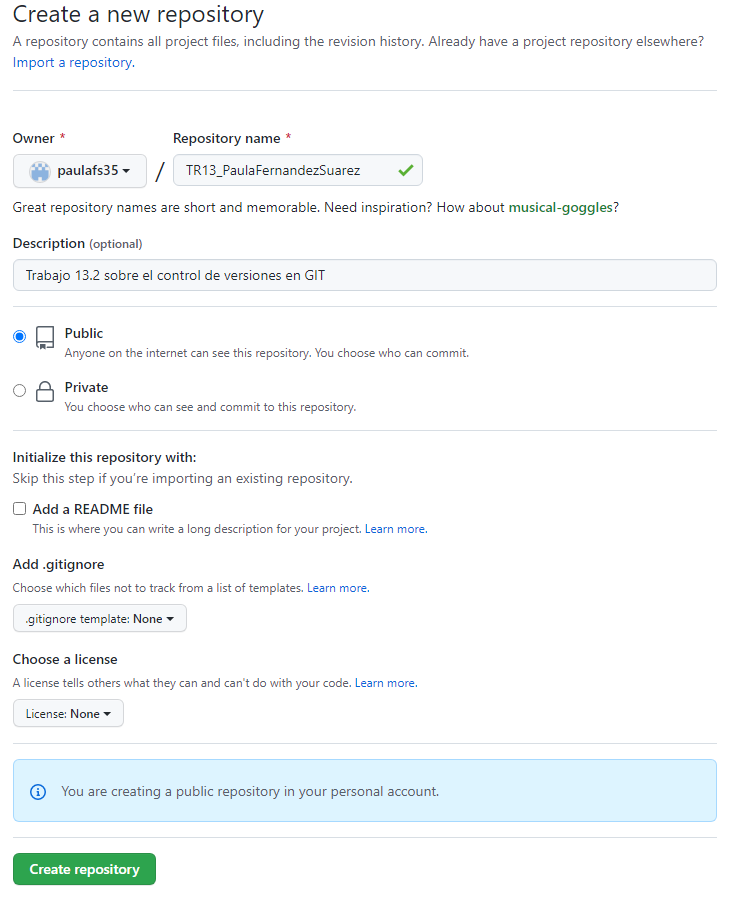 Create a new repository
A repository contains all project files, including the revision history. Already have a project repository elsewhere?
Import a repository.
Owner * Repository name *
paulafs35 / TR13_PaulaFernandezSuarez
Great repository names are short and memorable. Need inspiration? How about musical-goggles?
Description (optional)
Trabajo 13.2 sobre el control de versiones en GIT
Public
Anyone on the internet can see this repository. You choose who can commit.
Private
You choose who can see and commit to this repository.
Initialize this repository with:
Skip this step if you're importing an existing repository.
Add a README file
This is where you can write a long description for your project. Learn more.
Add .gitignore
Choose which files not to track from a list of templates. Learn more.
.gitignore template: None
Choose a license
A license tells others what they can and can't do with your code. Learn more.
License: None
You are creating a public repository in your personal account.
Create repository